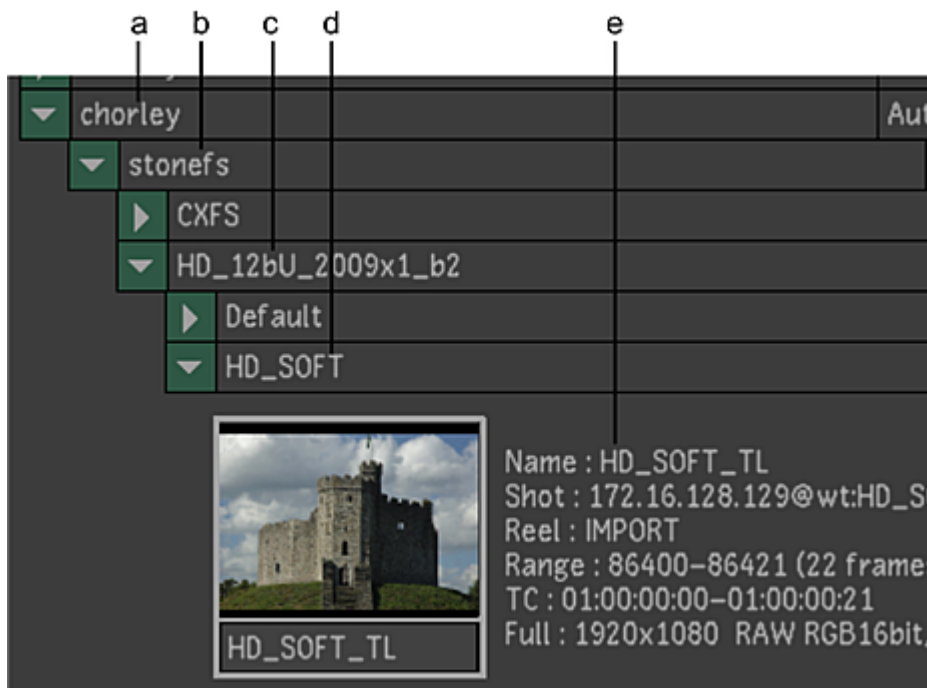 a b c d e
chorley Aut
stonefs
CXFS
HD_12bU_2009x1_b2
Default
HD_SOFT
Name : HD_SOFT_TL
Shot : 172.16.128.129@wt:HD_S
Reel : IMPORT
Range : 86400-86421 (22 frame
TC : 01:00:00:00-01:00:00:21
Full : 1920x1080 RAW RGB16bit,
HD_SOFT_TL